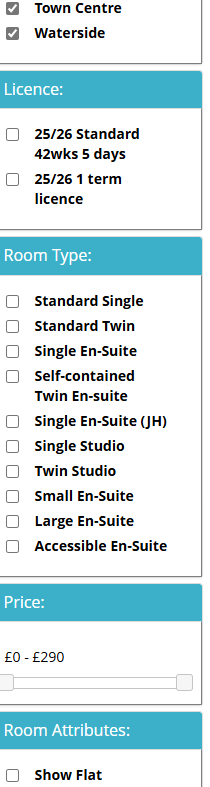 Town Centre
Waterside
Licence:
25/26 Standard
42wks 5 days
25/26 1 term
licence
Room Type:
Standard Single
Standard Twin
Single En-Suite
Self-contained
Twin En-suite
Single En-Suite (JH)
Single Studio
Twin Studio
Small En-Suite
Large En-Suite
Accessible En-Suite
Price:
£0 - £290
Room Attributes:
Show Flat